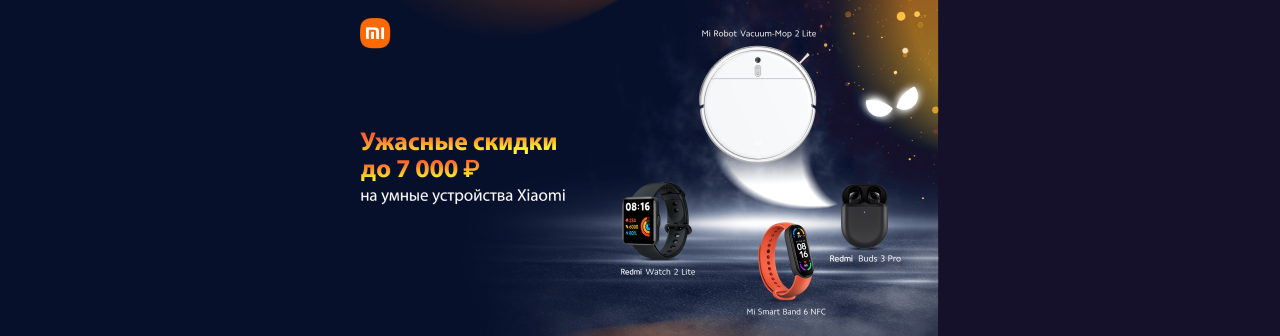 mi
Mi Robot Vacuum-Mop 2 Lite
Ужасные скидки
до 7 000 ₽
на умные устройства Xiaomi
08:16
Redmi Watch 2 Lite
08
16
Redmi Buds 3 Pro
Mi Smart Band 6 NFC